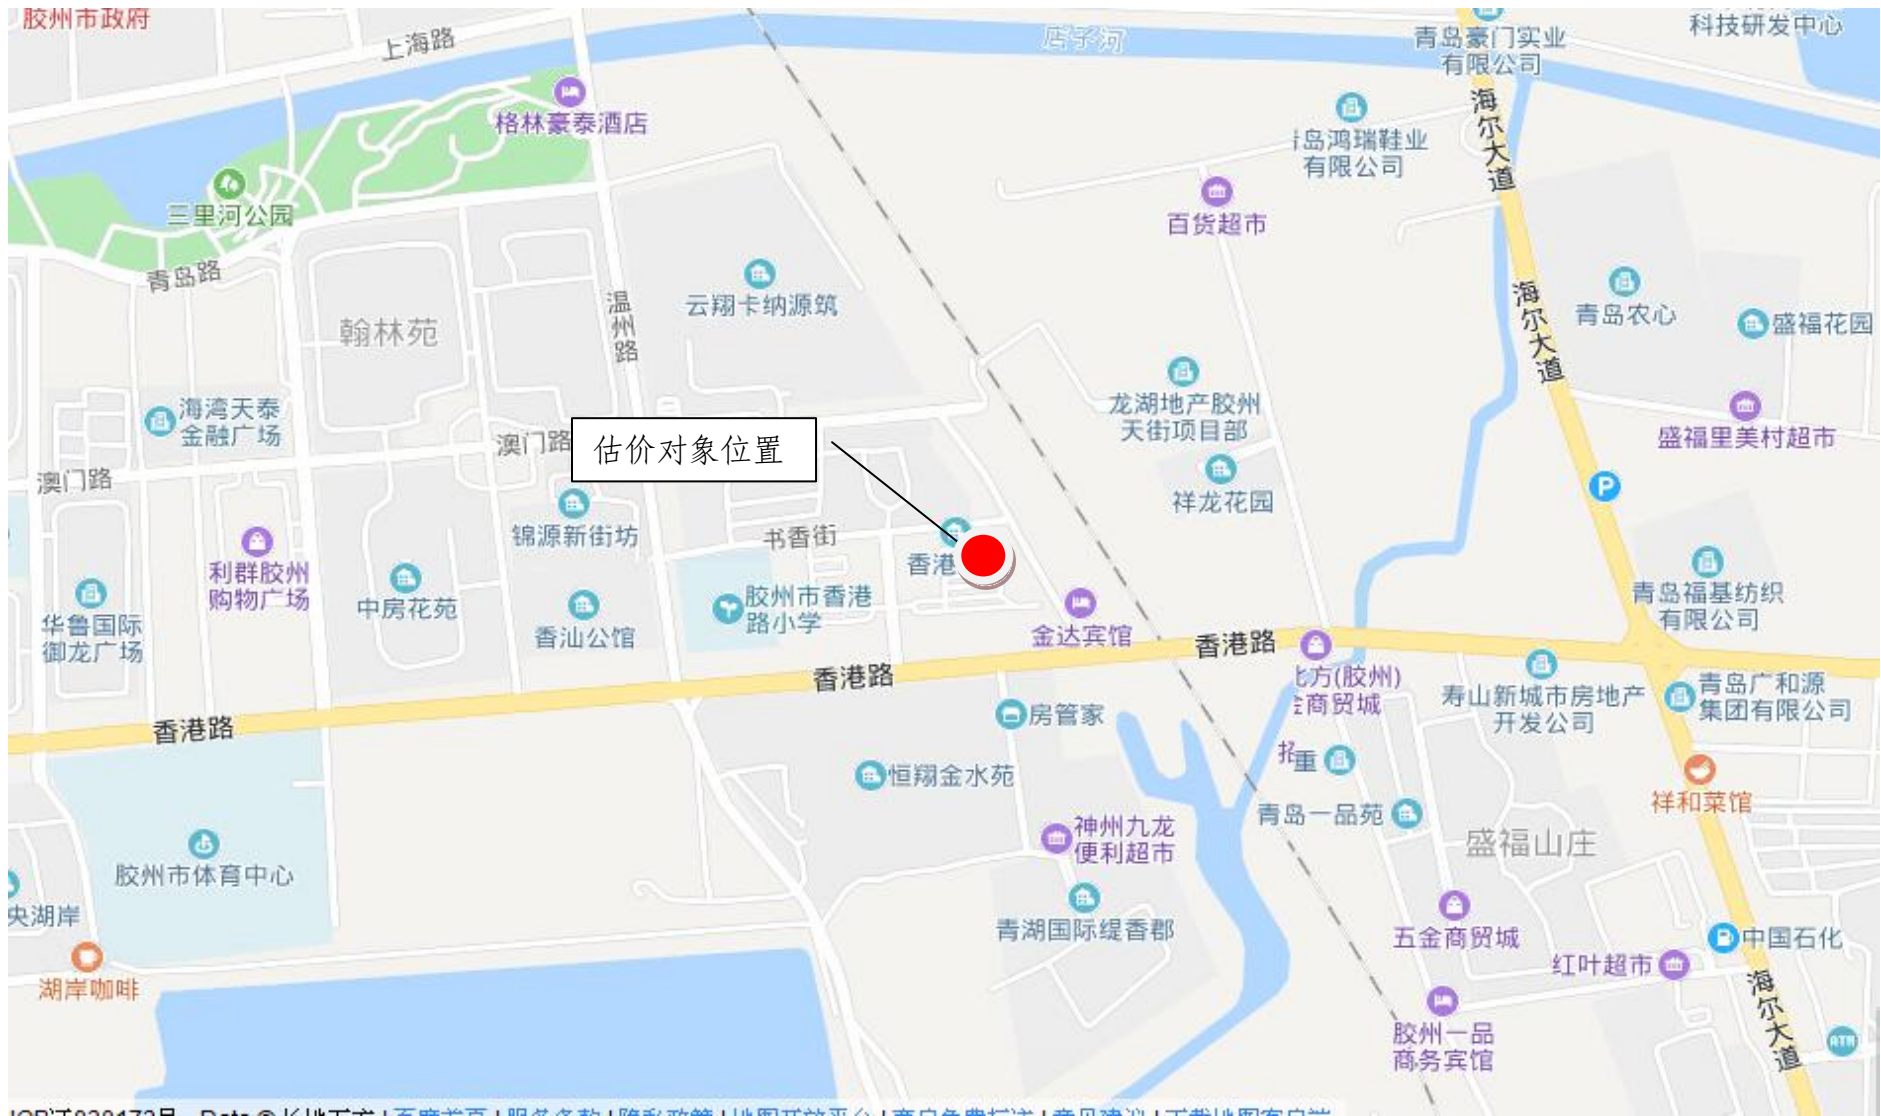 胶州市政府
上海路
店子河
青岛豪门实业
有限公司
科技研发中心
格林豪泰酒店
海尔大道
岛鸿瑞鞋业
有限公司
三里河公园
百货超市
青岛路
温州路
云翔卡纳源筑
海尔大道
青岛农心
盛福花园
翰林苑
海湾天泰
金融广场
龙湖地产胶州
天街项目部
盛福里美村超市
澳门路
估价对象位置
澳门路
P
祥龙花园
锦源新街坊
书香街
香港
利群胶州
购物广场
中房花苑
华鲁国际
御龙广场
香汕公馆
胶州市香港
路小学
金达宾馆
香港路
青岛福基纺织
有限公司
香港路
方(胶州)
商贸城
寿山新城市房地产
开发公司
青岛广和源
集团有限公司
香港路
房管家
重
恒翔金水苑
祥和菜馆
青岛一品苑
神州九龙
便利超市
盛福山庄
胶州市体育中心
央湖岸
青湖国际缇香郡
五金商贸城
中国石化
红叶超市
湖岸咖啡
海尔大道
胶州一品
商务宾馆
ATM